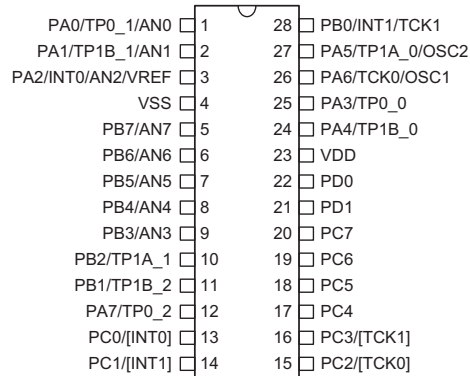 PA0/TP0_1/AN0 1 28 PB0/INT1/TCK1
PA1/TP1B_1/AN1 2 27 PA5/TP1A_0/OSC2
PA2/INT0/AN2/VREF 3 26 PA6/TCK0/OSC1
VSS 4 25 PA3/TP0_0
PB7/AN7 5 24 PA4/TP1B_0
PB6/AN6 6 23 VDD
PB5/AN5 7 22 PD0
PB4/AN4 8 21 PD1
PB3/AN3 9 20 PC7
PB2/TP1A_1 10 19 PC6
PB1/TP1B_2 11 18 PC5
PA7/TP0_2 12 17 PC4
PC0/[INT0] 13 16 PC3/[TCK1]
PC1/[INT1] 14 15 PC2/[TCK0]